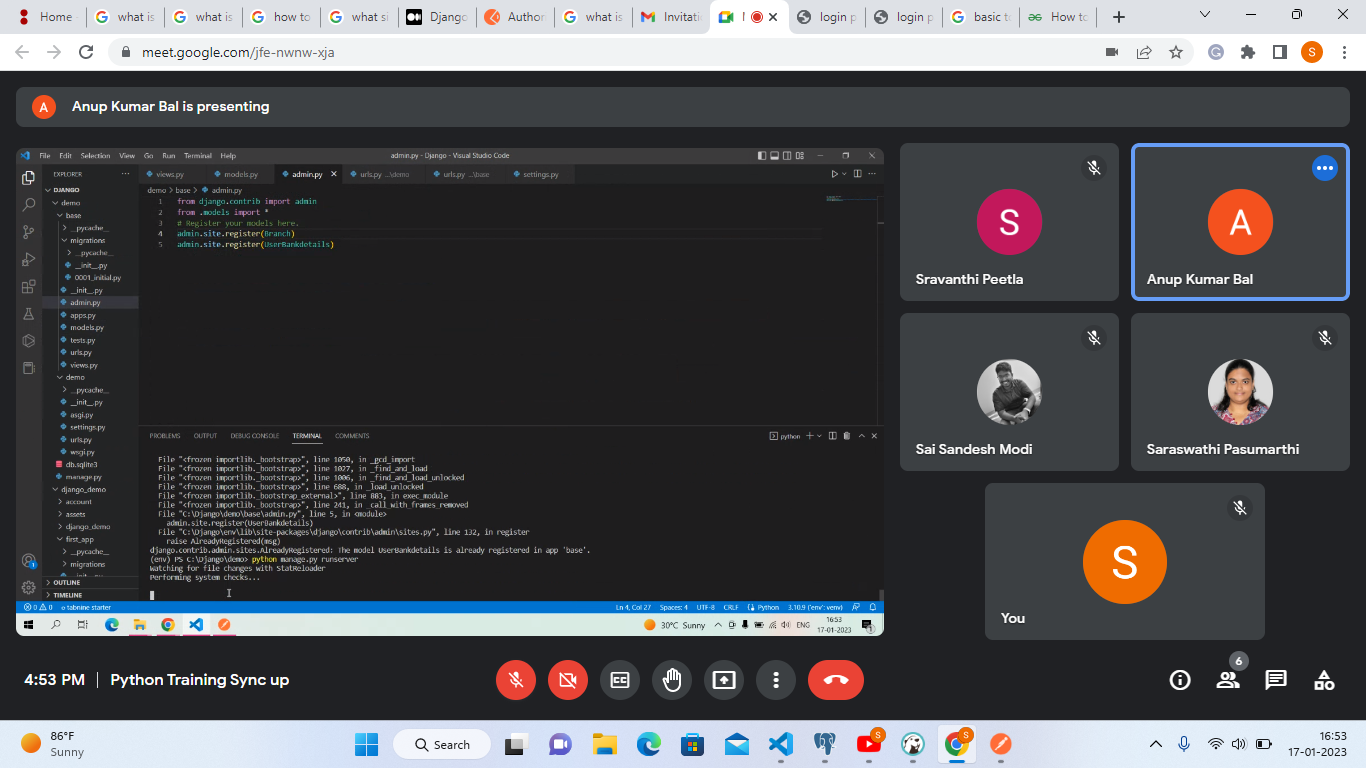 Home
what is
what is
how to
what si
Django
Author
what is
Invitati
login p
login p
basic t
How to
meet.google.com/jfe-nwnw-xja
S
A
Anup Kumar Bal is presenting
File Edit Selection View Go Run Terminal Help
admin.py - Django - Visual Studio Code
EXPLORER
views.py
models.py
admin.py
urls.py ...\demo
urls.py ...\base
settings.py
DJANGO
demo
base
__pycache__
migrations
__pycache__
__init__.py
0001_initial.py
__init__.py
admin.py
apps.py
models.py
tests.py
urls.py
views.py
demo
__pycache__
__init__.py
asgi.py
settings.py
urls.py
wsgi.py
db.sqlite3
manage.py
django_demo
account
assets
django_demo
first_app
__pycache__
migrations
__init__.py
OUTLINE
TIMELINE
demo > base > admin.py
1 from django.contrib import admin
2 from .models import *
3 # Register your models here.
4 admin.site.register(Branch)
5 admin.site.register(UserBankdetails)
PROBLEMS OUTPUT DEBUG CONSOLE TERMINAL COMMENTS
python
File "<frozen importlib._bootstrap>", line 1050, in _gcd_import
File "<frozen importlib._bootstrap>", line 1027, in _find_and_load
File "<frozen importlib._bootstrap>", line 1006, in _find_and_load_unlocked
File "<frozen importlib._bootstrap>", line 688, in _load_unlocked
File "<frozen importlib._bootstrap_external>", line 883, in exec_module
File "<frozen importlib._bootstrap>", line 241, in _call_with_frames_removed
File "C:\Django\demo\base\admin.py", line 5, in <module>
admin.site.register(UserBankdetails)
File "C:\Django\env\lib\site-packages\django\contrib\admin\sites.py", line 132, in register
raise AlreadyRegistered(msg)
django.contrib.admin.sites.AlreadyRegistered: The model UserBankdetails is already registered in app 'base'.
(env) PS C:\Django\demo> python manage.py runserver
Watching for file changes with StatReloader
Performing system checks...
0 0 tabnine starter
Ln 4, Col 27 Spaces: 4 UTF-8 CRLF Python 3.10.9 ('env': venv)
30°C Sunny
ENG
16:53
17-01-2023
1
S
Sravanthi Peetla
A
Anup Kumar Bal
Sai Sandesh Modi
Saraswathi Pasumarthi
S
You
4:53 PM | Python Training Sync up
6
86°F
Sunny
Search
S
S
16:53
17-01-2023